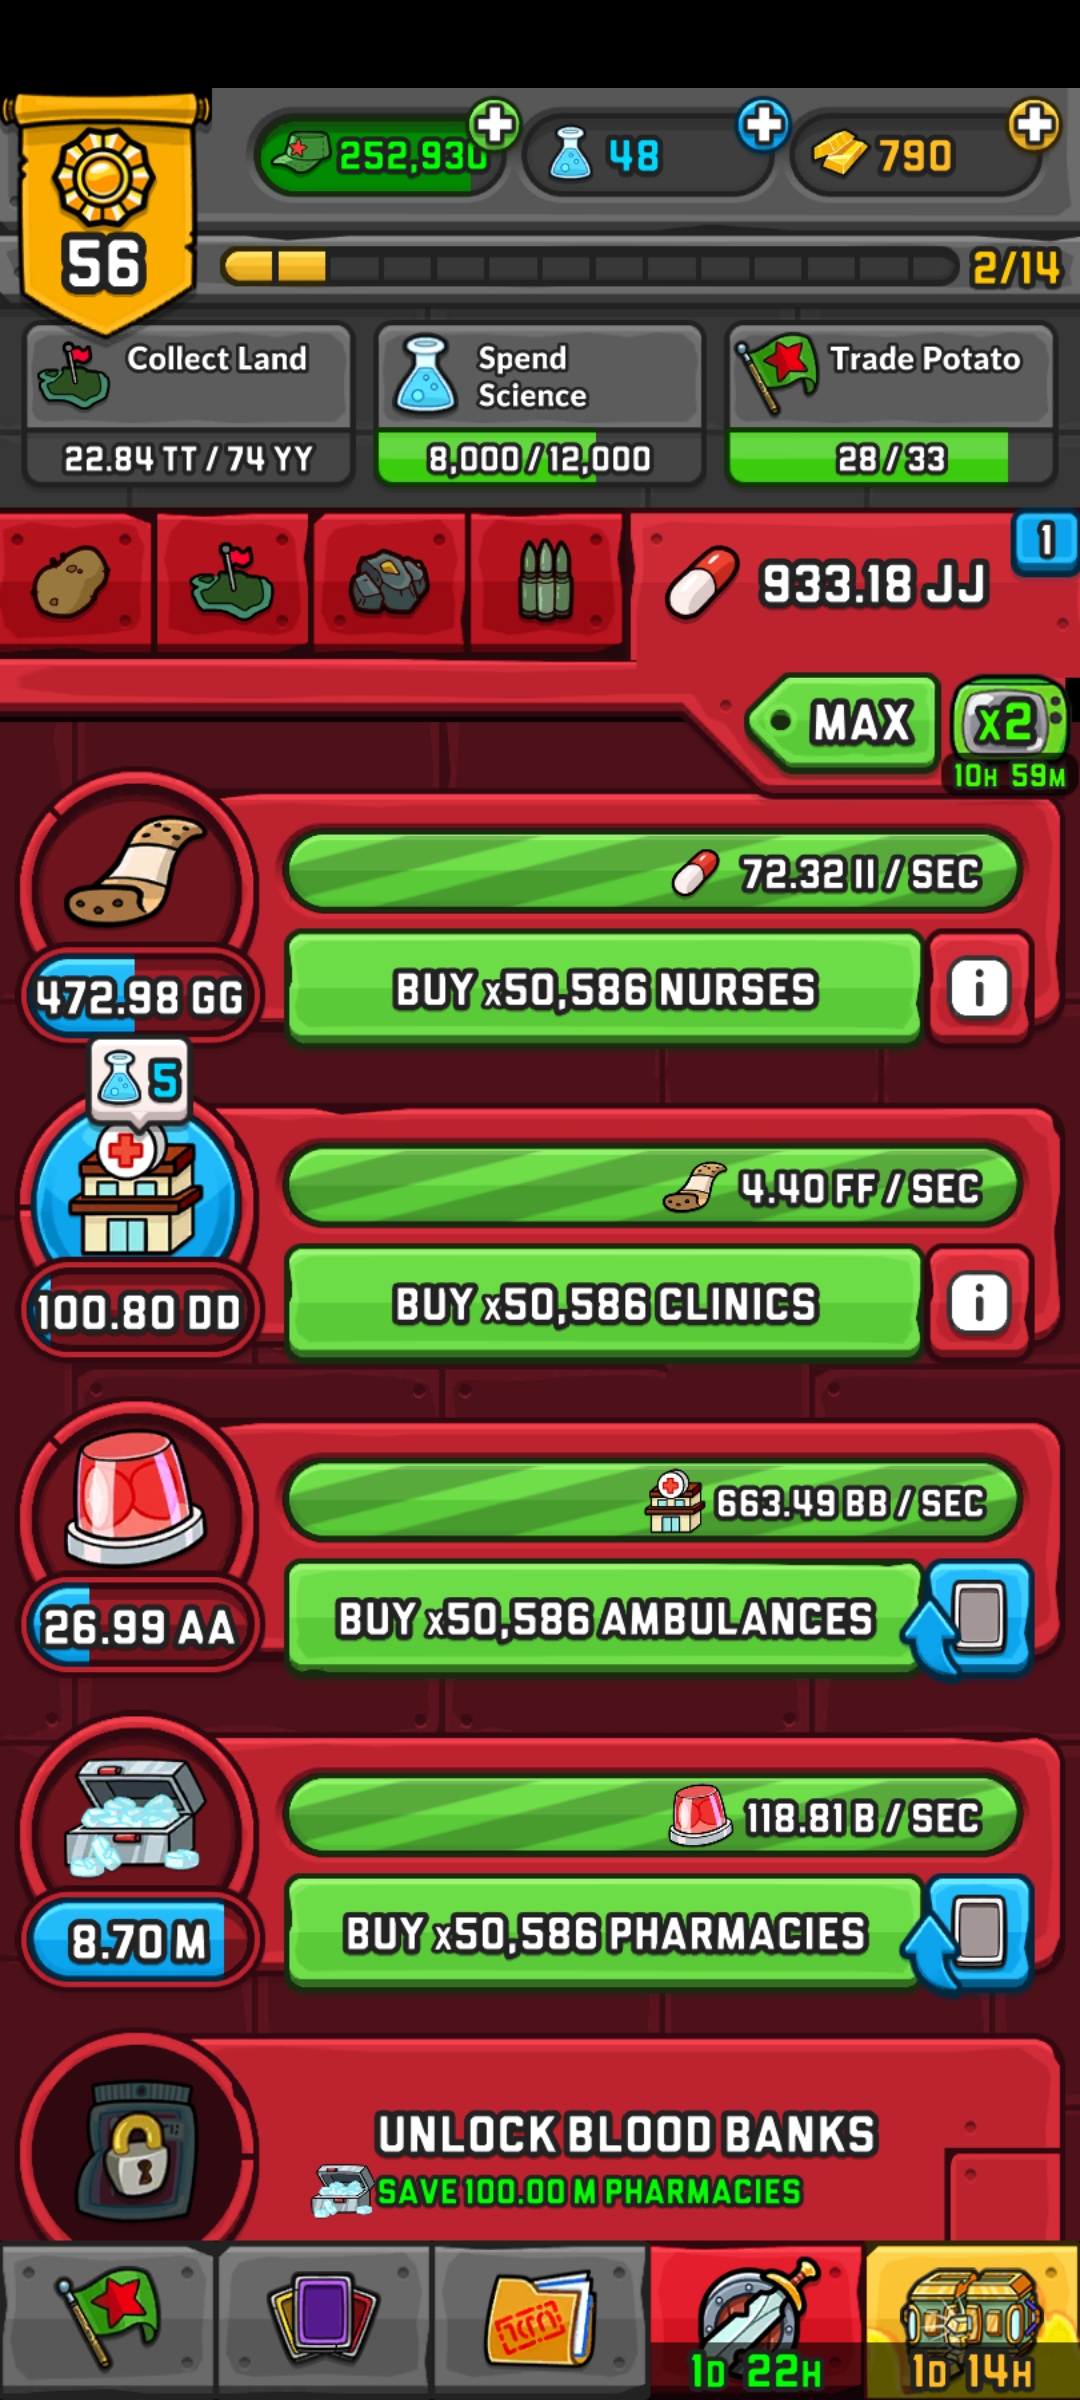 56
252,930
48
790
2/14
Collect Land
22.84 TT / 74 YY
Spend
Science
8,000 / 12,000
Trade Potato
28 / 33
933.18 JJ
1
MAX
x2
10H 59M
72.32 II / SEC
472.98 GG
BUY x50,586 NURSES
i
5
4.40 FF / SEC
100.80 DD
BUY x50,586 CLINICS
i
663.49 BB / SEC
26.99 AA
BUY x50,586 AMBULANCES
118.81 B / SEC
8.70 M
BUY x50,586 PHARMACIES
UNLOCK BLOOD BANKS
SAVE 100.00 M PHARMACIES
1D 22H
1D 14H